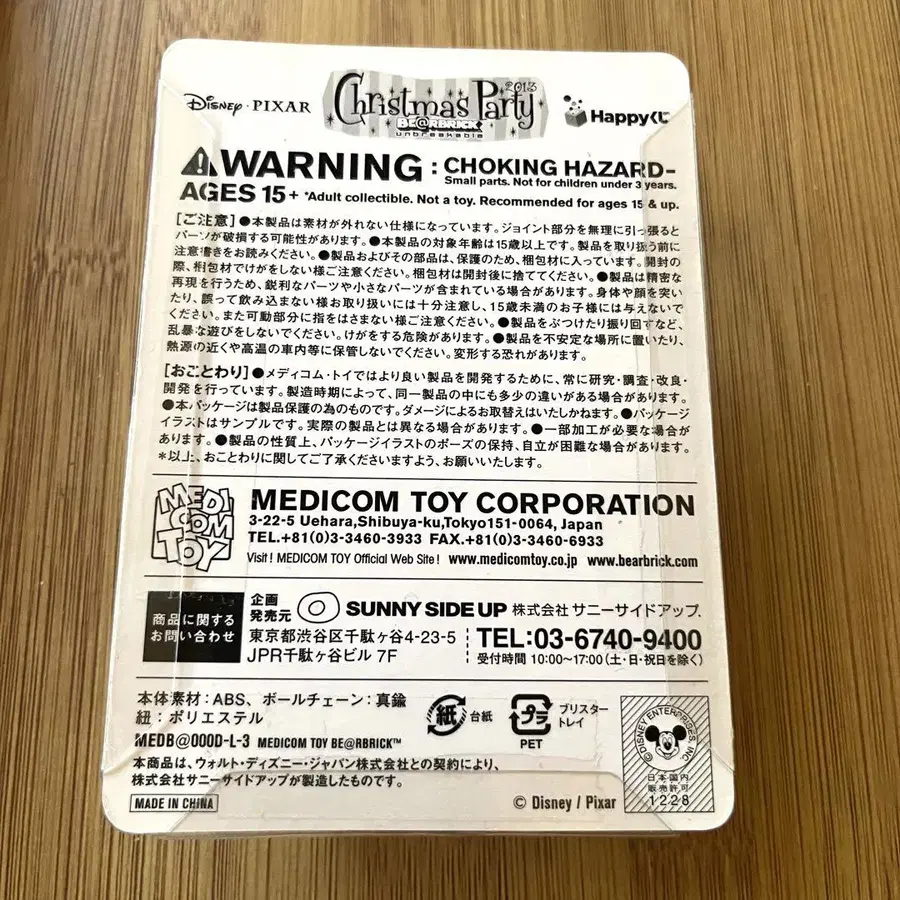 Disney · PIXAR
Christmas Party 2013
BE@RBRICK
unbreakable
Happyくじ
WARNING : CHOKING HAZARD-
Small parts. Not for children under 3 years.
AGES 15+ *Adult collectible. Not a toy. Recommended for ages 15 & up.
[ご注意] ●本製品は素材が外れない仕様になっています。ジョイント部分を無理に引っ張ると
パーツが破損する可能性があります。●本製品の対象年齢は15歳以上です。製品を取り扱う前に
注意書きをお読みください。●製品およびその部品は、保護のため、梱包材に入っています。開封の
際、梱包材でけがをしない様ご注意ください。梱包材は開封後に捨ててください。●製品は精密な
再現を行うため、鋭利なパーツや小さなパーツが含まれている場合があります。身体や顔を突い
たり、誤って飲み込まない様お取り扱いには十分注意し、15歳未満のお子様には与えないで
ください。また可動部分に指をはさまない様ご注意ください。●製品をぶつけたり振り回すなど、
乱暴な遊びをしないでください。けがをする危険があります。●製品を不安定な場所に置いたり、
熱源の近くや高温の車内等に保管しないでください。変形する恐れがあります。
[おことわり] ●メディコム・トイではより良い製品を開発するために、常に研究・調査・改良・
開発を行っています。製造時期によって、同一製品の中にも多少の違いがある場合があります。
●本パッケージは製品保護の為のものです。ダメージによるお取替えはいたしかねます。●パッケージ
イラストはサンプルです。実際の製品とは異なる場合があります。●一部加工が必要な場合が
あります。●製品の性質上、パッケージイラストのポーズの保持、自立が困難な場合があります。
*以上、おことわりに関してご了承くださいますよう、お願いいたします。
MEDI
COM
TOY
MEDICOM TOY CORPORATION
3-22-5 Uehara,Shibuya-ku,Tokyo151-0064, Japan
TEL.+81(0)3-3460-3933 FAX.+81(0)3-3460-6933
Visit! MEDICOM TOY Official Web Site! www.medicomtoy.co.jp www.bearbrick.com
商品に関する
お問い合わせ
企画
発売元
SUNNY SIDE UP 株式会社 サニーサイドアップ.
東京都渋谷区千駄ヶ谷4-23-5
JPR千駄ヶ谷ビル 7F
TEL:03-6740-9400
受付時間 10:00〜17:00(土・日・祝日を除く)
本体素材:ABS、ボールチェーン:真鍮
紐:ポリエステル
紙 台紙
プラ PET
ブリスター
トレイ
MEDB@000D-L-3 MEDICOM TOY BE@RBRICK™
本商品は、ウォルト・ディズニー・ジャパン株式会社との契約により、
株式会社サニーサイドアップが製造したものです。
MADE IN CHINA
© Disney / Pixar
©DISNEY ENTERPRISES, INC.
日本国内
販売許可
1228